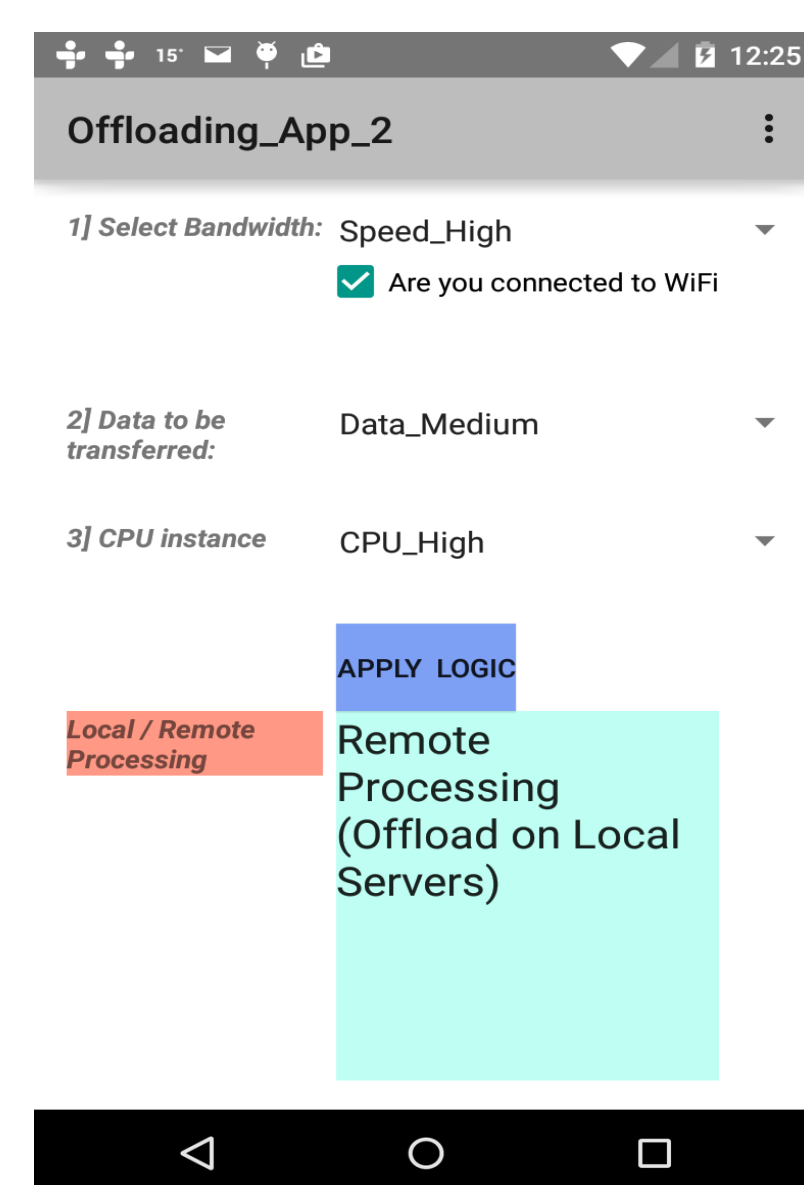 15° 12:25
Offloading_App_2
1] Select Bandwidth: Speed_High
Are you connected to WiFi
2] Data to be
transferred:
Data_Medium
3] CPU instance CPU_High
APPLY LOGIC
Local / Remote
Processing
Remote
Processing
(Offload on Local
Servers)